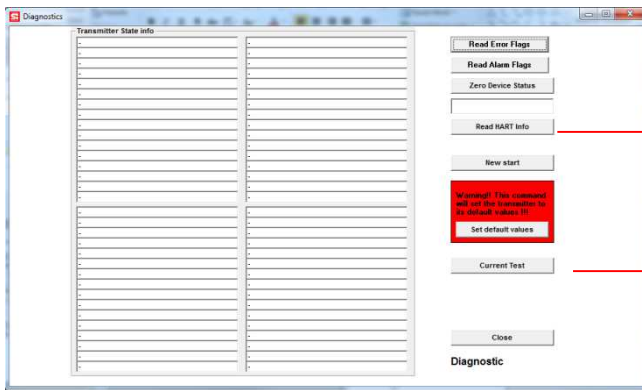 Diagnostics
Transmitter State info
Read Error Flags
Read Alarm Flags
Zero Device Status
Read HART Info
New start
Warning!! This command
will set the transmitter to
as default values !!!
Set default values
Current Test
Close
Diagnostic